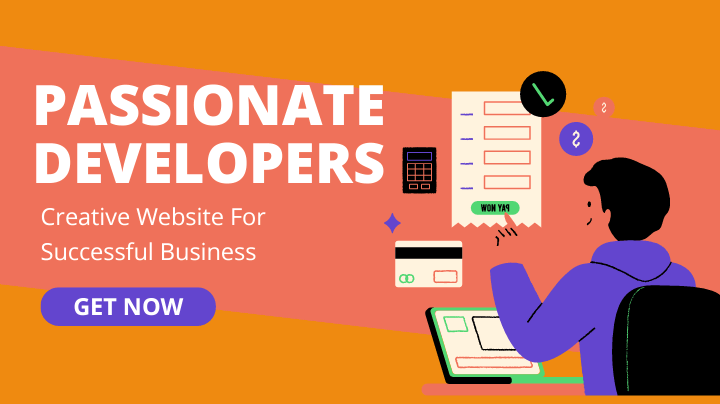 PASSIONATE
DEVELOPERS
Creative Website For
Successful Business
GET NOW
PAY NOW